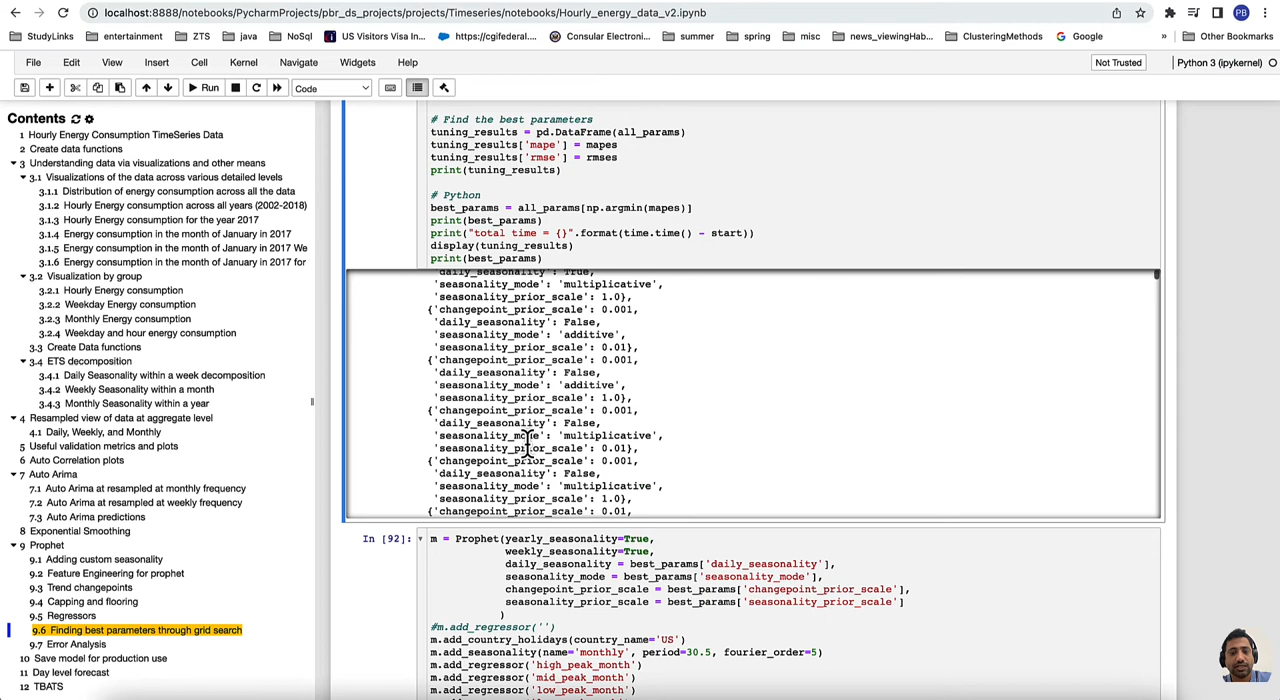 localhost:8888/notebooks/PycharmProjects/pbr_ds_projects/projects/Timeseries/notebooks/Hourly_energy_data_v2.ipynb
PB
StudyLinks entertainment ZTS java NoSql US Visitors Visa In... https://cgifederal.... Consular Electroni... summer spring misc news_viewingHab... ClusteringMethods Google » Other Bookmarks
File Edit View Insert Cell Kernel Navigate Widgets Help Not Trusted Python 3 (ipykernel)
Run Code
Contents
1 Hourly Energy Consumption TimeSeries Data
2 Create data functions
3 Understanding data via visualizations and other means
3.1 Visualizations of the data across various detailed levels
3.1.1 Distribution of energy consumption across all the data
3.1.2 Hourly Energy consumption across all years (2002-2018)
3.1.3 Hourly Energy consumption for the year 2017
3.1.4 Energy consumption in the month of January in 2017
3.1.5 Energy consumption in the month of January in 2017 We
3.1.6 Energy consumption in the month of January in 2017 for
3.2 Visualization by group
3.2.1 Hourly Energy consumption
3.2.2 Weekday Energy consumption
3.2.3 Monthly Energy consumption
3.2.4 Weekday and hour energy consumption
3.3 Create Data functions
3.4 ETS decomposition
3.4.1 Daily Seasonality within a week decomposition
3.4.2 Weekly Seasonality within a month
3.4.3 Monthly Seasonality within a year
4 Resampled view of data at aggregate level
4.1 Daily, Weekly, and Monthly
5 Useful validation metrics and plots
6 Auto Correlation plots
7 Auto Arima
7.1 Auto Arima at resampled at monthly frequency
7.2 Auto Arima at resampled at weekly frequency
7.3 Auto Arima predictions
8 Exponential Smoothing
9 Prophet
9.1 Adding custom seasonality
9.2 Feature Engineering for prophet
9.3 Trend changepoints
9.4 Capping and flooring
9.5 Regressors
9.6 Finding best parameters through grid search
9.7 Error Analysis
10 Save model for production use
11 Day level forecast
12 TBATS
# Find the best parameters
tuning_results = pd.DataFrame(all_params)
tuning_results['mape'] = mapes
tuning_results['rmse'] = rmses
print(tuning_results)
# Python
best_params = all_params[np.argmin(mapes)]
print(best_params)
print("total time = {}".format(time.time() - start))
display(tuning_results)
print(best_params)
'daily_seasonality': True,
'seasonality_mode': 'multiplicative',
'seasonality_prior_scale': 1.0},
{'changepoint_prior_scale': 0.001,
'daily_seasonality': False,
'seasonality_mode': 'additive',
'seasonality_prior_scale': 0.01},
{'changepoint_prior_scale': 0.001,
'daily_seasonality': False,
'seasonality_mode': 'additive',
'seasonality_prior_scale': 1.0},
{'changepoint_prior_scale': 0.001,
'daily_seasonality': False,
'seasonality_mode': 'multiplicative',
'seasonality_prior_scale': 0.01},
{'changepoint_prior_scale': 0.001,
'daily_seasonality': False,
'seasonality_mode': 'multiplicative',
'seasonality_prior_scale': 1.0},
{'changepoint_prior_scale': 0.01,
In [92]: m = Prophet(yearly_seasonality=True,
weekly_seasonality=True,
daily_seasonality = best_params['daily_seasonality'],
seasonality_mode = best_params['seasonality_mode'],
changepoint_prior_scale = best_params['changepoint_prior_scale'],
seasonality_prior_scale = best_params['seasonality_prior_scale']
)
#m.add_regressor('')
m.add_country_holidays(country_name='US')
m.add_seasonality(name='monthly', period=30.5, fourier_order=5)
m.add_regressor('high_peak_month')
m.add_regressor('mid_peak_month')
m.add_regressor('low_peak_month')